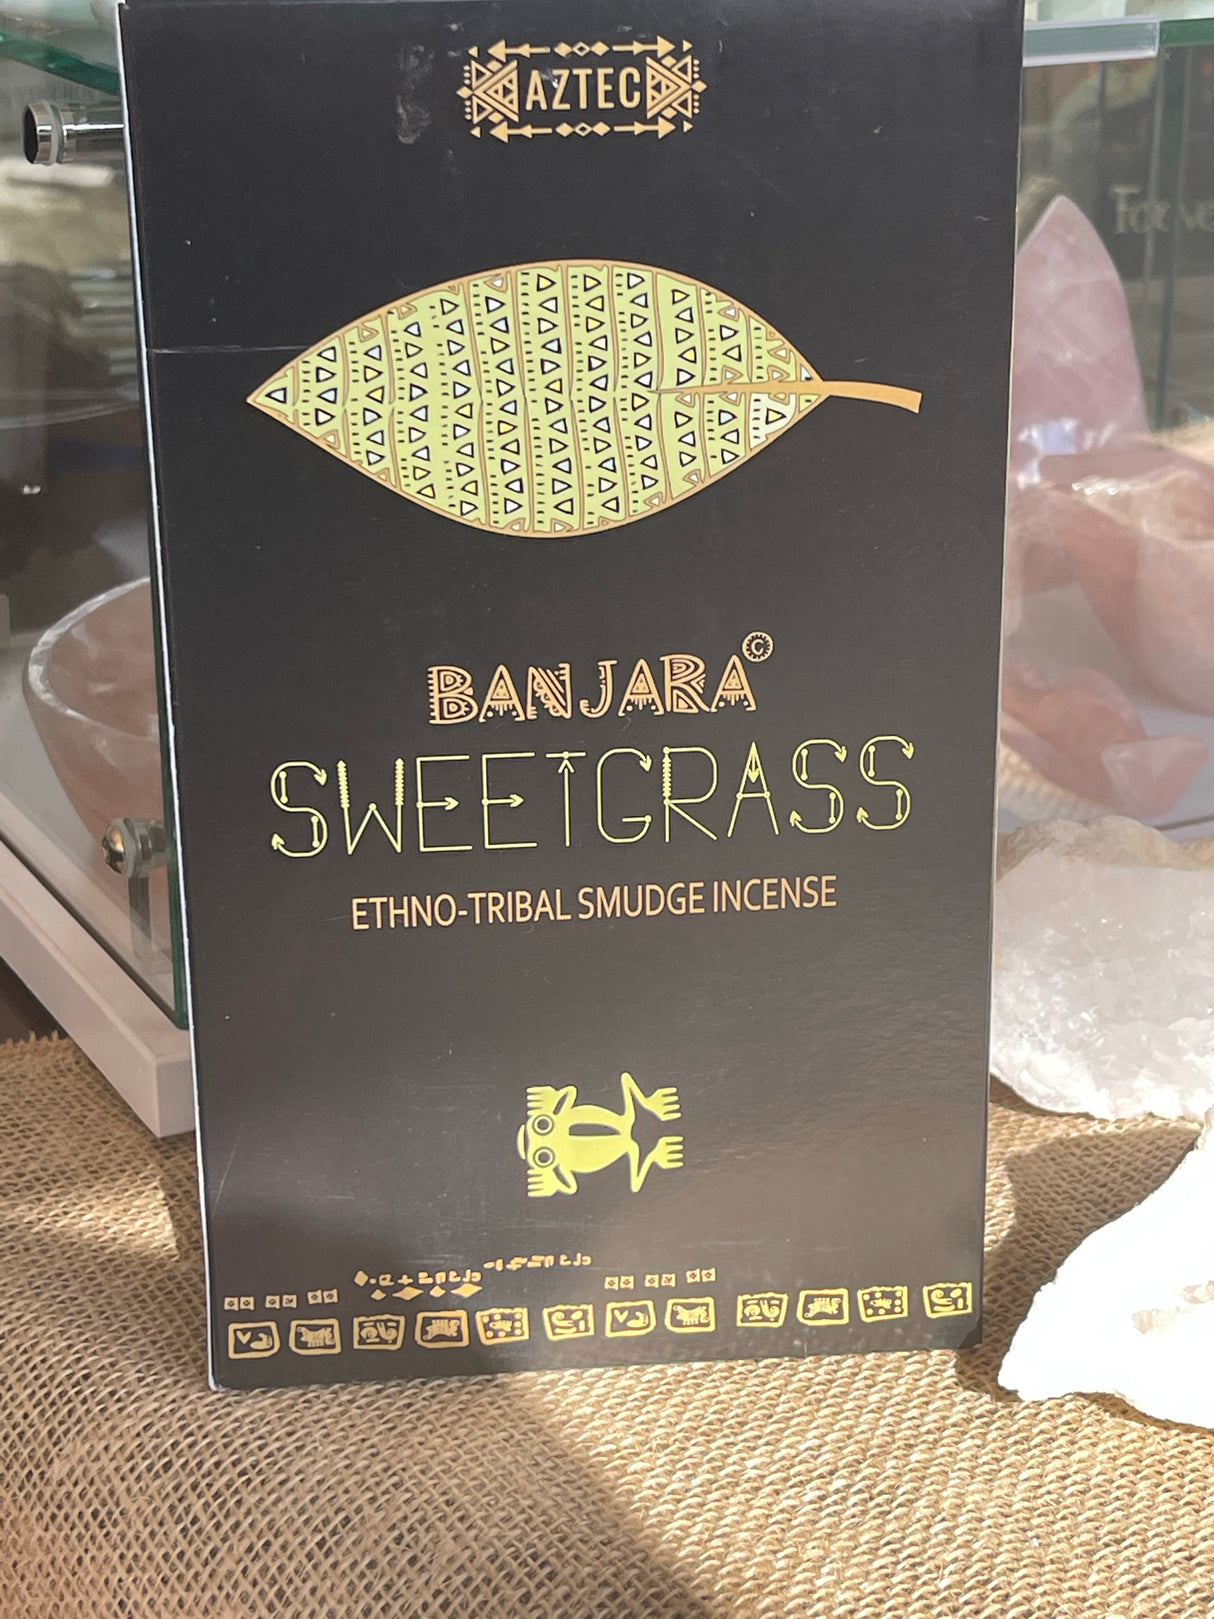 AZTEC
BANJARA©
SWEETGRASS
ETHNO-TRIBAL SMUDGE INCENSE